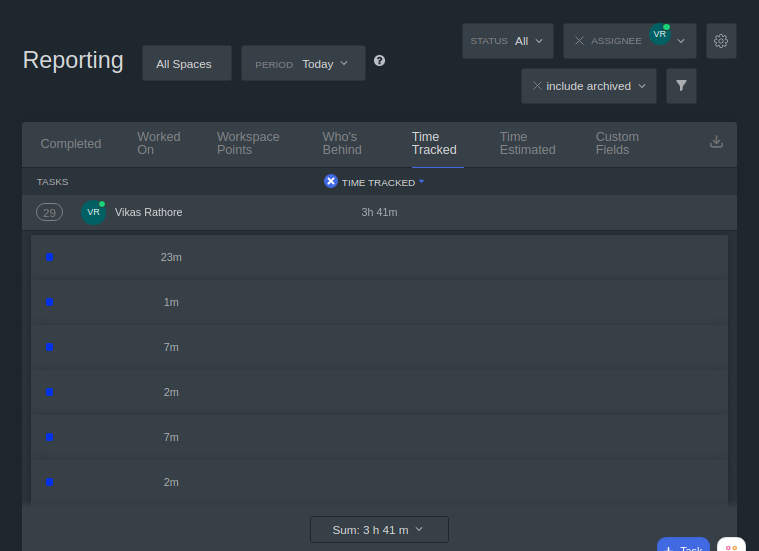 Reporting
All Spaces
PERIOD Today
?
STATUS All
ASSIGNEE VR
include archived
Completed
Worked On
Workspace Points
Who's Behind
Time Tracked
Time Estimated
Custom Fields
TASKS
TIME TRACKED
29
VR
Vikas Rathore
3h 41m
23m
1m
7m
2m
7m
2m
Sum: 3 h 41 m
+ Task